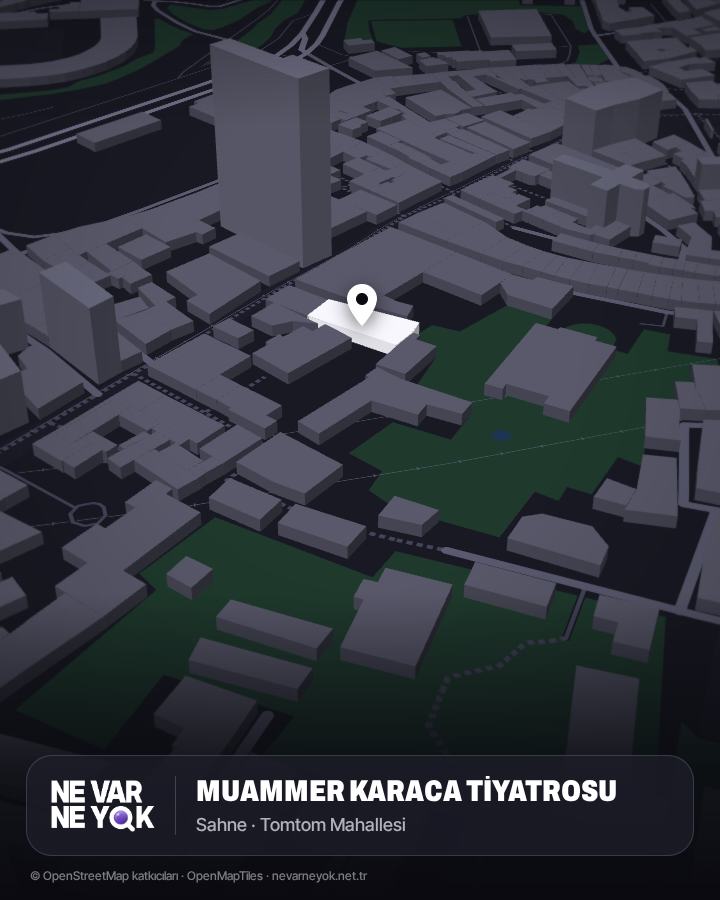 NE VAR
NE YOK
MUAMMER KARACA TİYATROSU
Sahne · Tomtom Mahallesi
© OpenStreetMap katkıcıları · OpenMapTiles · nevarneyok.net.tr